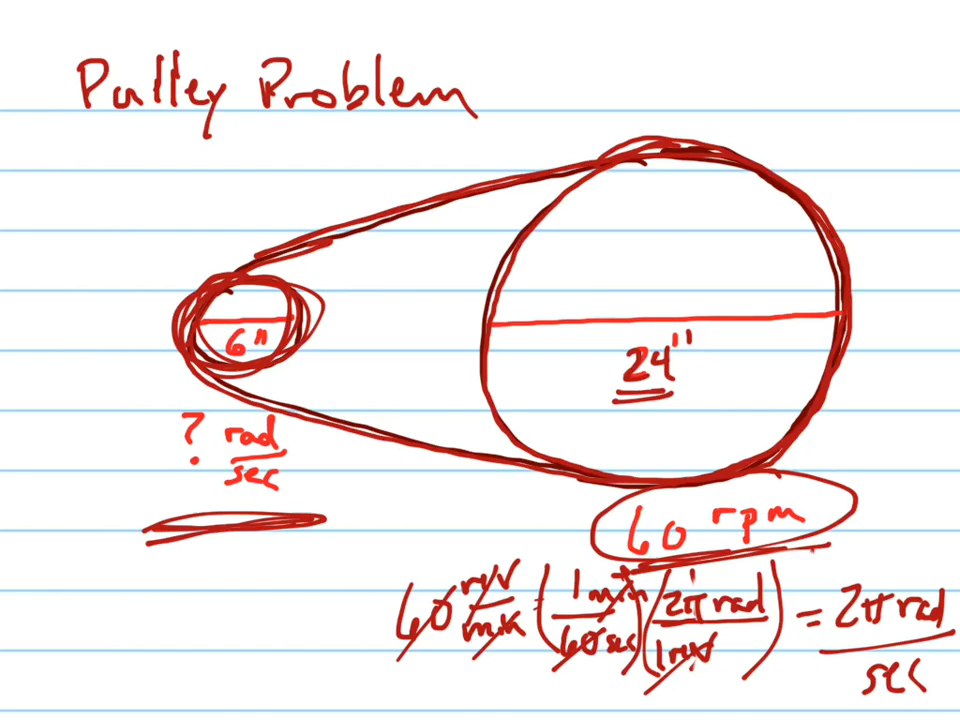 Pulley Problem
6"
24"
? rad/sec
60 rpm
60 rev/min · (1 min/60 sec)(2π rad/1 rev) = 2π rad/sec